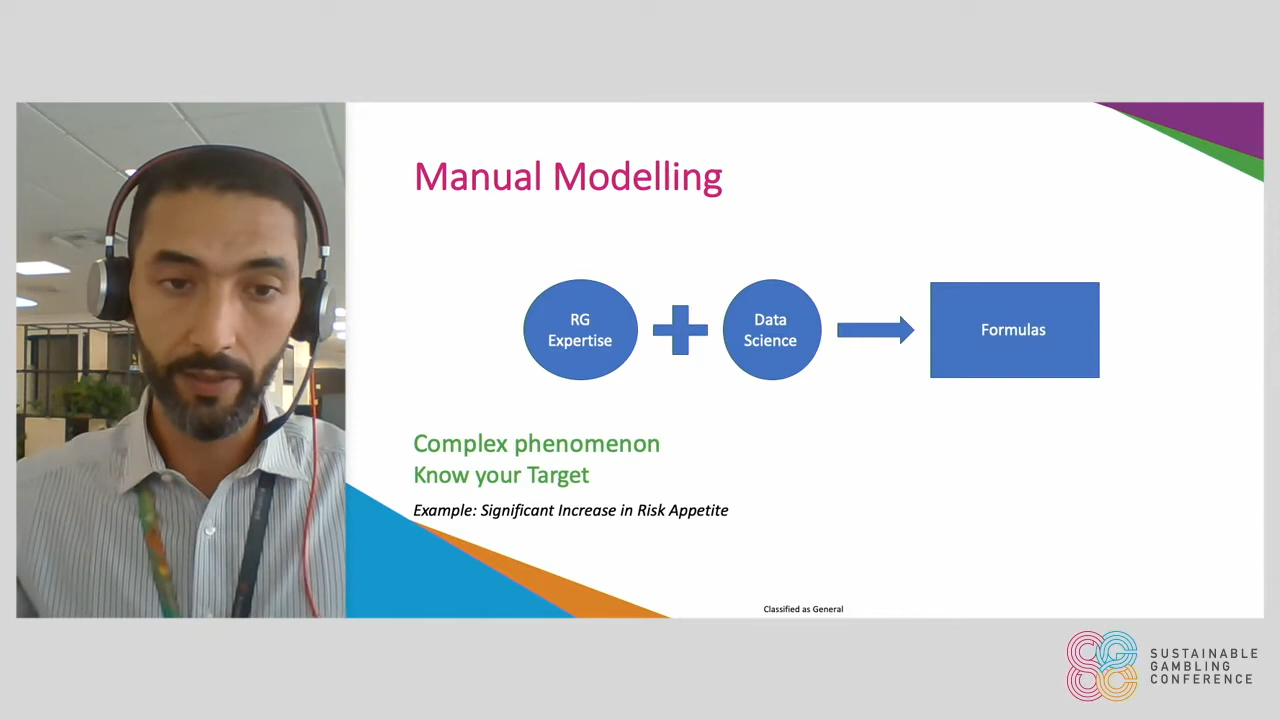 Manual Modelling
RG
Expertise
Data
Science
Formulas
Complex phenomenon
Know your Target
Example: Significant Increase in Risk Appetite
Classified as General
SUSTAINABLE
GAMBLING
CONFERENCE